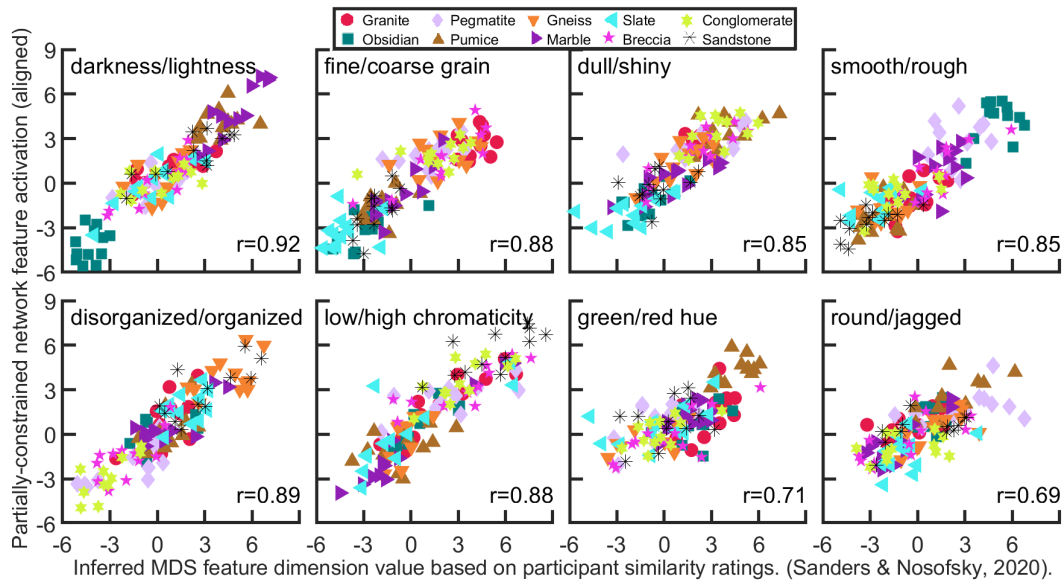 Granite Pegmatite Gneiss Slate Conglomerate
Obsidian Pumice Marble Breccia Sandstone
Partially-constrained network feature activation (aligned)
9
6
3
0
-3
-6
darkness/lightness
r=0.92
fine/coarse grain
r=0.88
dull/shiny
r=0.85
smooth/rough
r=0.85
9
6
3
0
-3
-6
disorganized/organized
r=0.89
low/high chromaticity
r=0.88
green/red hue
r=0.71
round/jagged
r=0.69
-6 -3 0 3 6 -6 -3 0 3 6 -6 -3 0 3 6 -6 -3 0 3 6
Inferred MDS feature dimension value based on participant similarity ratings. (Sanders & Nosofsky, 2020).